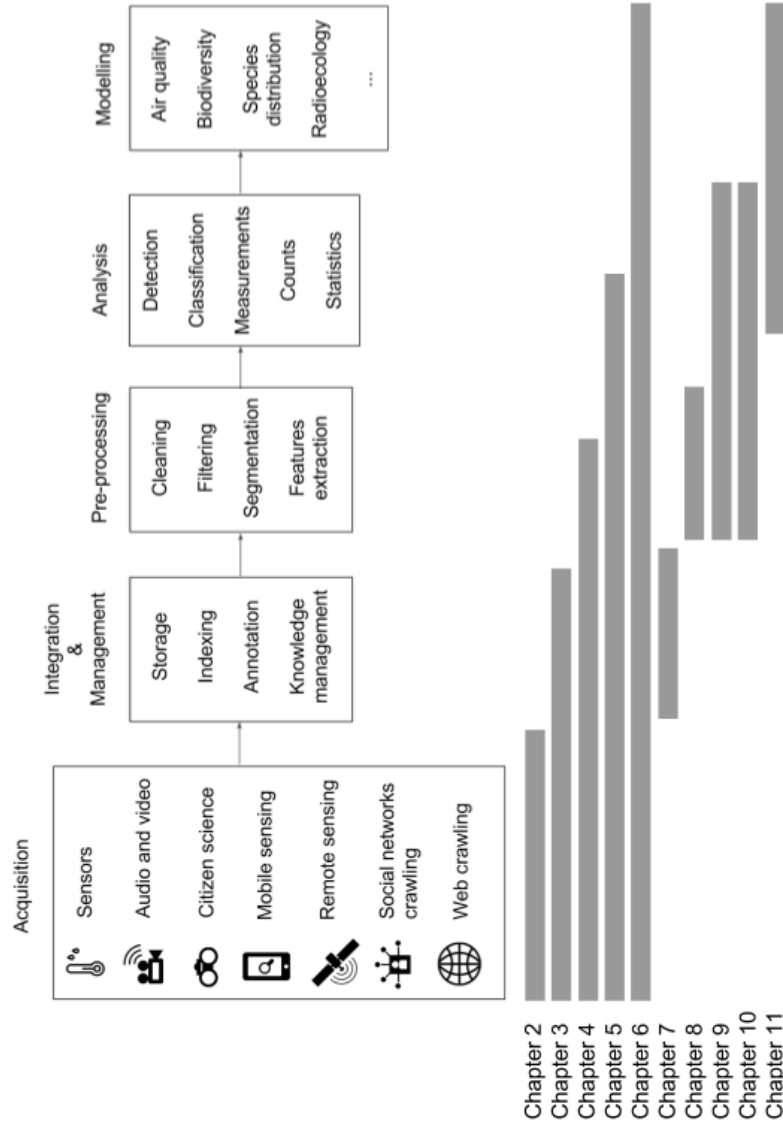 Acquisition
Sensors
Audio and video
Citizen science
Mobile sensing
Remote sensing
Social networks
crawling
Web crawling
Integration
&
Management
Storage
Indexing
Annotation
Knowledge
management
Pre-processing
Cleaning
Filtering
Segmentation
Features
extraction
Analysis
Detection
Classification
Measurements
Counts
Statistics
Modelling
Air quality
Biodiversity
Species
distribution
Radioecology
...
Chapter 2
Chapter 3
Chapter 4
Chapter 5
Chapter 6
Chapter 7
Chapter 8
Chapter 9
Chapter 10
Chapter 11